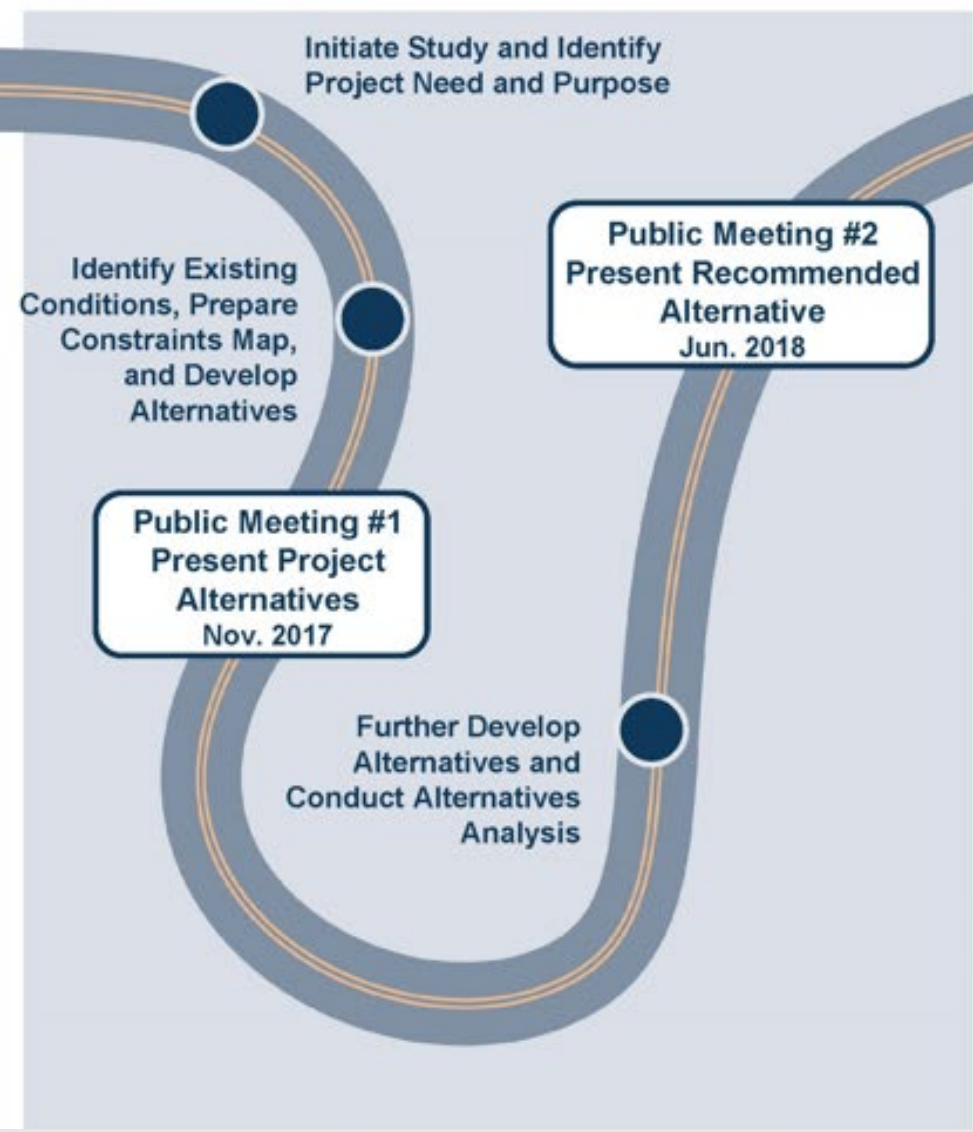 Initiate Study and Identify
Project Need and Purpose
Identify Existing
Conditions, Prepare
Constraints Map,
and Develop
Alternatives
Public Meeting #1
Present Project
Alternatives
Nov. 2017
Further Develop
Alternatives and
Conduct Alternatives
Analysis
Public Meeting #2
Present Recommended
Alternative
Jun. 2018